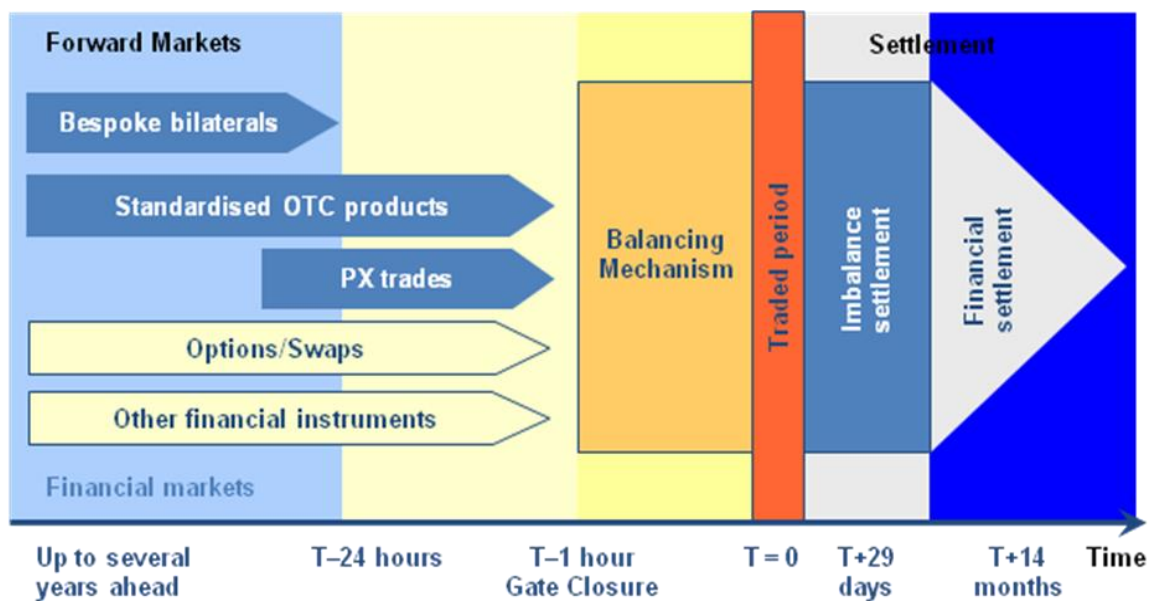 Forward Markets
Settlement
Bespoke bilaterals
Standardised OTC products
PX trades
Options/Swaps
Other financial instruments
Financial markets
Balancing
Mechanism
Traded period
Imbalance
settlement
Financial
settlement
Up to several
years ahead
T–24 hours
T–1 hour
Gate Closure
T = 0
T+29
days
T+14
months
Time